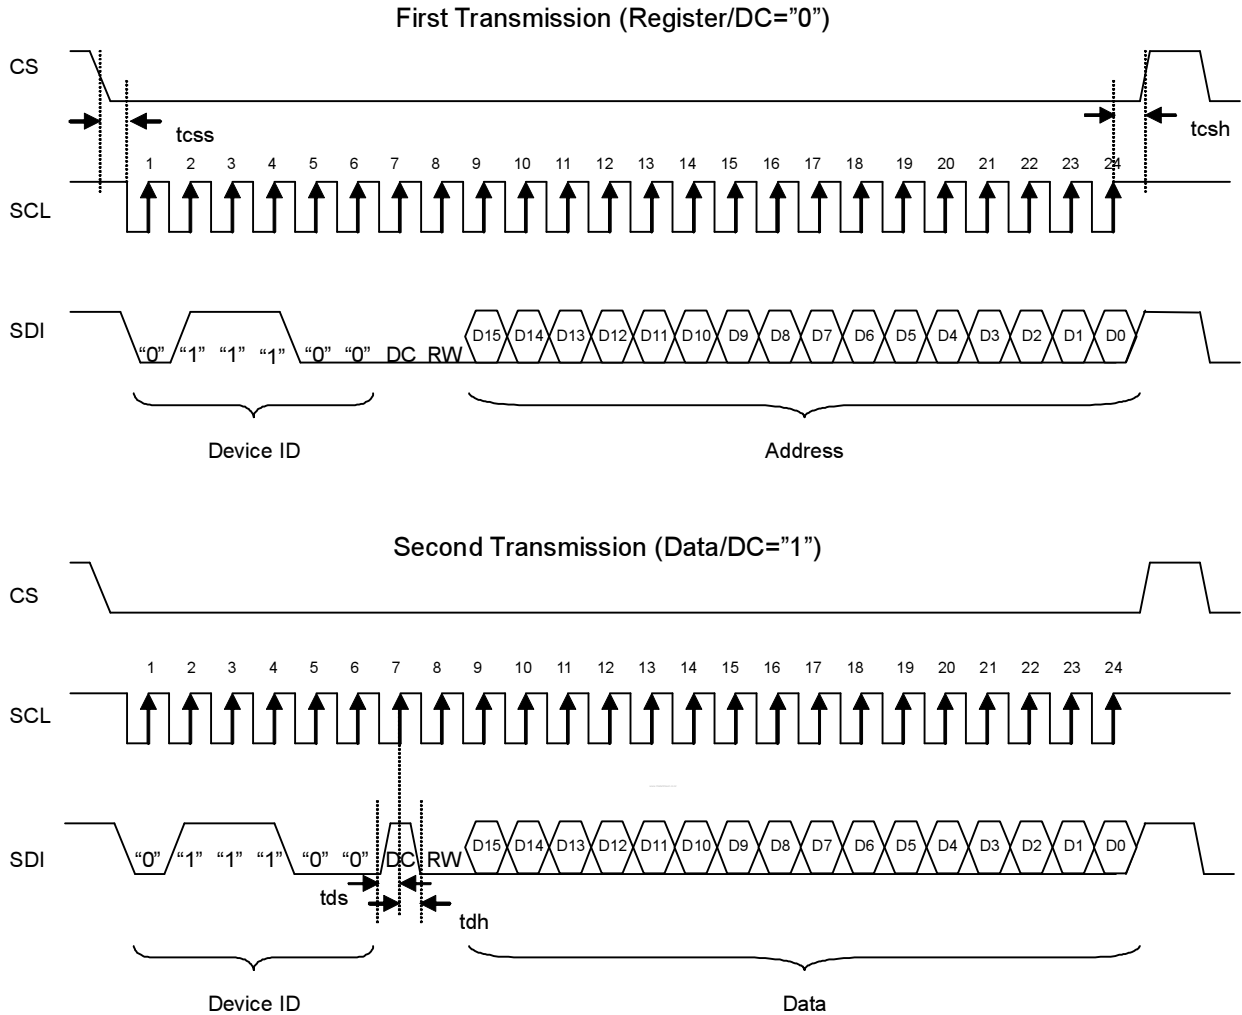 First Transmission (Register/DC=”0”)
CS
tcss
tcsh
1 2 3 4 5 6 7 8 9 10 11 12 13 14 15 16 17 18 19 20 21 22 23 24
SCL
SDI
“0” “1” “1” “1” “0” “0” DC RW D15 D14 D13 D12 D11 D10 D9 D8 D7 D6 D5 D4 D3 D2 D1 D0
Device ID
Address
Second Transmission (Data/DC=”1”)
CS
1 2 3 4 5 6 7 8 9 10 11 12 13 14 15 16 17 18 19 20 21 22 23 24
SCL
SDI
“0” “1” “1” “1” “0” “0” DC RW D15 D14 D13 D12 D11 D10 D9 D8 D7 D6 D5 D4 D3 D2 D1 D0
tds
tdh
Device ID
Data